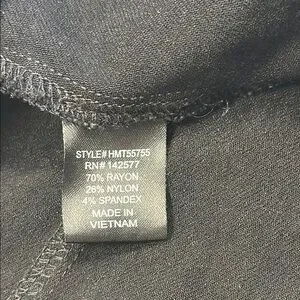 STYLE# HMT55755
RN# 142577
70% RAYON
26% NYLON
4% SPANDEX
MADE IN
VIETNAM